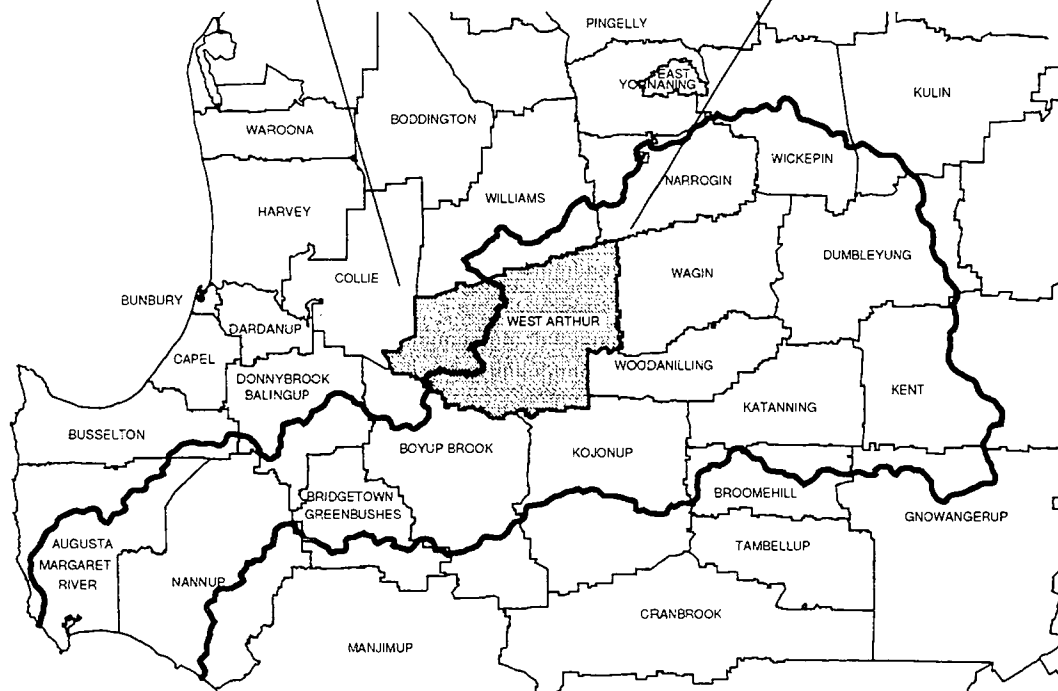 PINGELLY
EAST
YORNANING
KULIN
WAROONA
BODDINGTON
WICKEPIN
NARROGIN
WILLIAMS
HARVEY
DUMBLEYUNG
WAGIN
COLLIE
BUNBURY
DARDANUP
WEST ARTHUR
CAPEL
WOODANILLING
DONNYBROOK
BALINGUP
KENT
KATANNING
BUSSELTON
BOYUP BROOK
KOJONUP
BRIDGETOWN
GREENBUSHES
BROOMEHILL
GNOWANGERUP
AUGUSTA
MARGARET
RIVER
TAMBELLUP
NANNUP
CRANBROOK
MANJIMUP